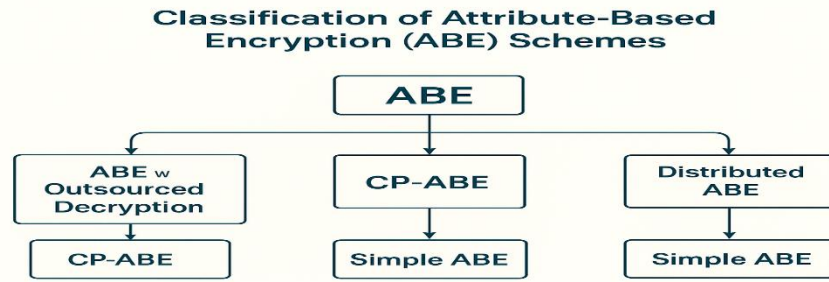 Classification of Attribute-Based
Encryption (ABE) Schemes
ABE
ABE w
Outsourced
Decryption
CP-ABE
Distributed
ABE
CP-ABE
Simple ABE
Simple ABE